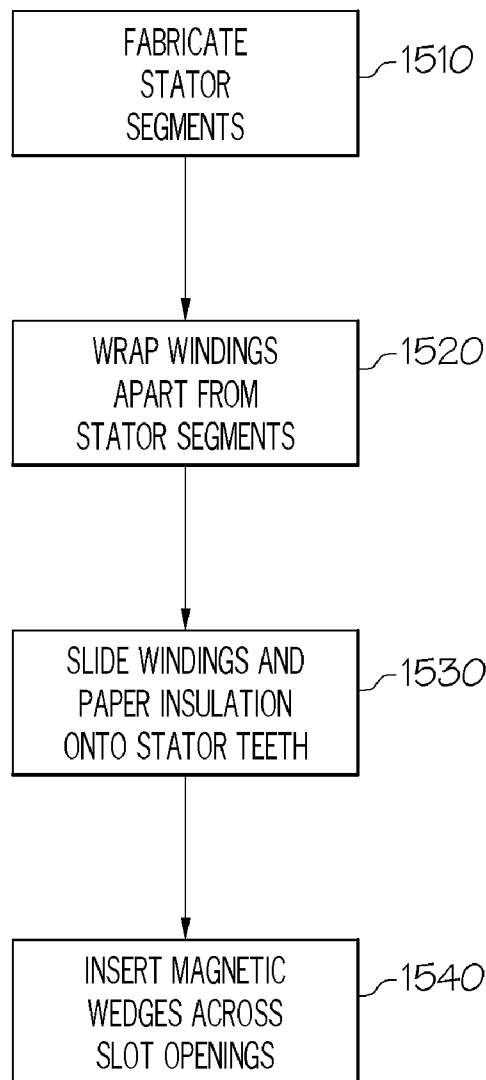 FABRICATE
STATOR
SEGMENTS
1510
WRAP WINDINGS
APART FROM
STATOR SEGMENTS
1520
SLIDE WINDINGS AND
PAPER INSULATION
ONTO STATOR TEETH
1530
INSERT MAGNETIC
WEDGES ACROSS
SLOT OPENINGS
1540